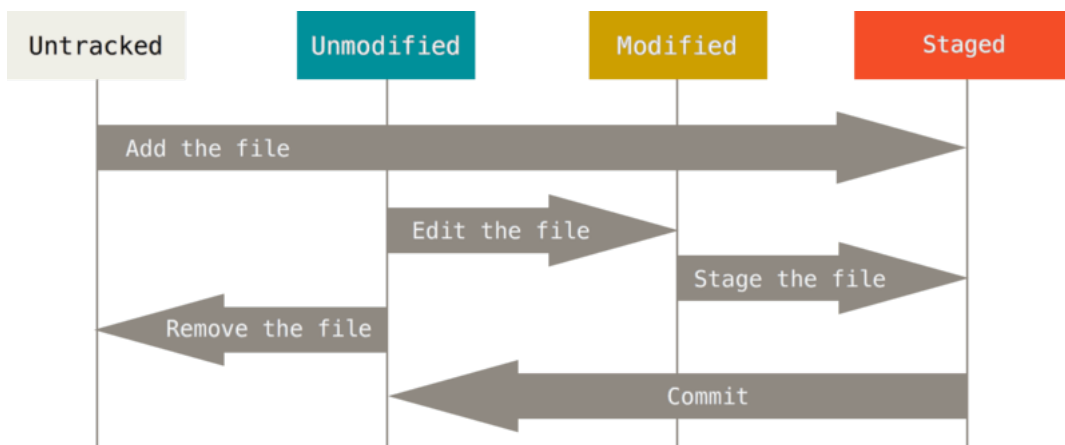 Untracked
Unmodified
Modified
Staged
Add the file
Edit the file
Stage the file
Remove the file
Commit